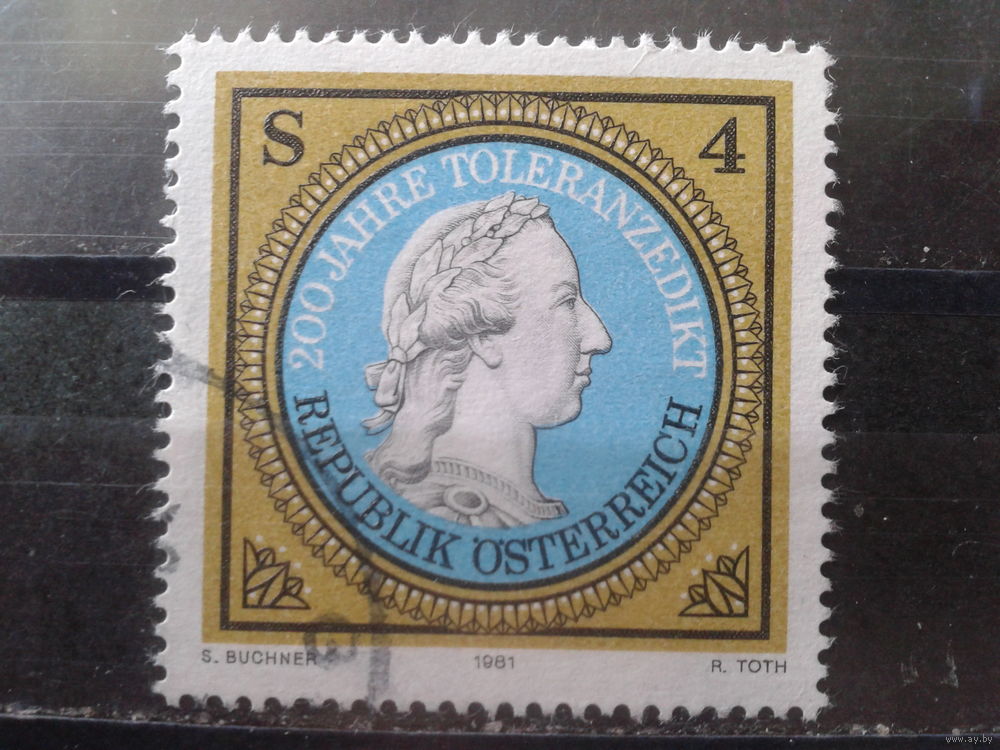 S 4
200 JAHRE TOLERANZEDIKT
REPUBLIK ÖSTERREICH
S. BUCHNER 1981 R. TOTH
www.ay.by